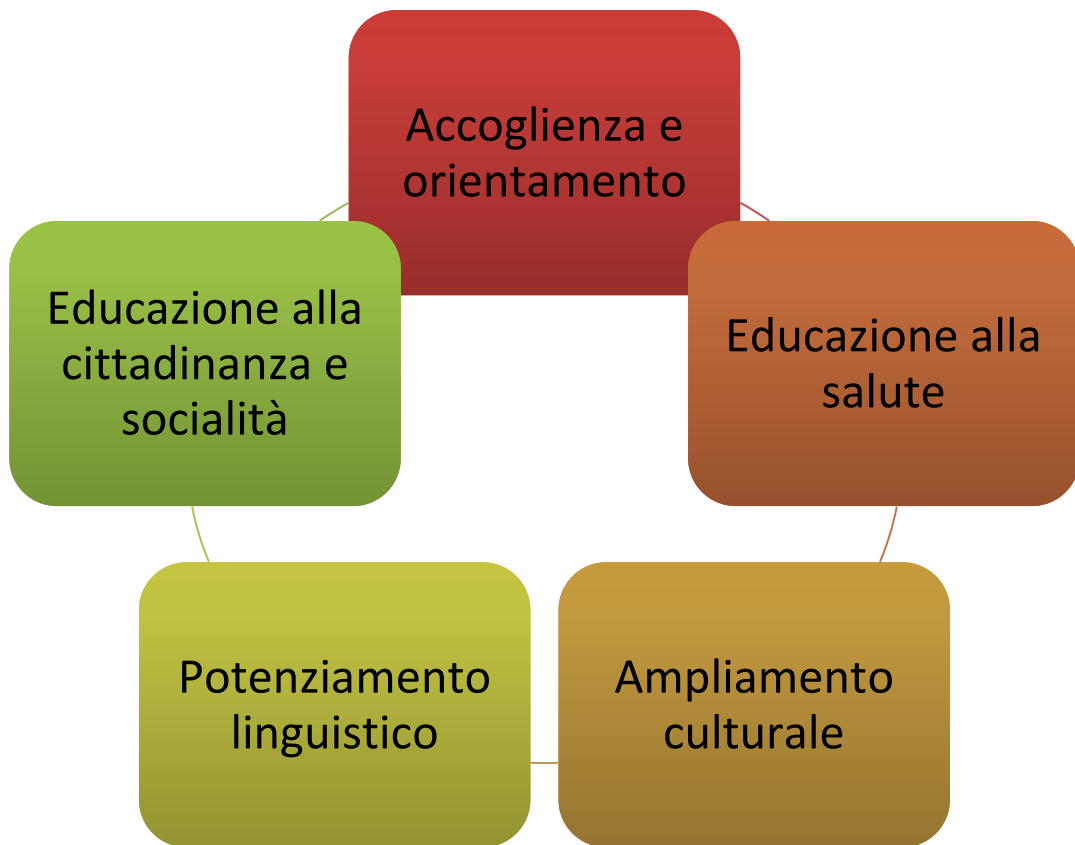 Accoglienza e
orientamento
Educazione alla
salute
Ampliamento
culturale
Potenziamento
linguistico
Educazione alla
cittadinanza e
socialità